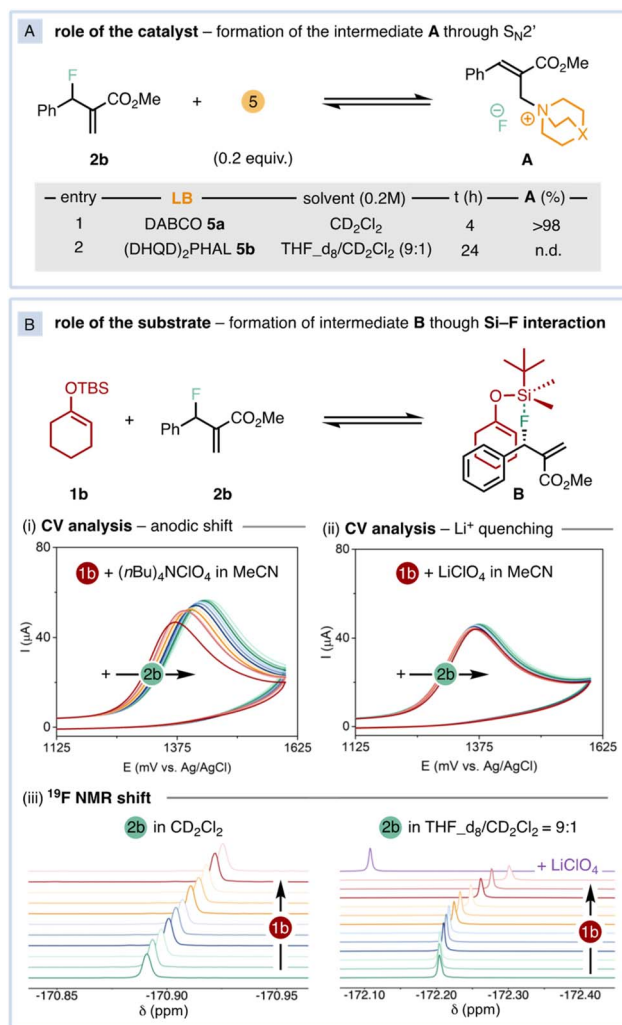 A role of the catalyst – formation of the intermediate A through SN2'
F
Ph
CO2Me
2b
+
5
(0.2 equiv.)
Ph
CO2Me
N
⊕
⊖
F
X
A
entry LB solvent (0.2M) t (h) A (%)
1 DABCO 5a CD2Cl2 4 >98
2 (DHQD)2PHAL 5b THF_d8/CD2Cl2 (9:1) 24 n.d.
B role of the substrate – formation of intermediate B though Si–F interaction
OTBS
1b
+
F
Ph
CO2Me
2b
O
Si
F
CO2Me
B
(i) CV analysis – anodic shift
80
40
0
I (µA)
1b + (nBu)4NClO4 in MeCN
+ 2b
1125 1375 1625
E (mV vs. Ag/AgCl)
(ii) CV analysis – Li+ quenching
80
40
0
I (µA)
1b + LiClO4 in MeCN
+ 2b
1125 1375 1625
E (mV vs. Ag/AgCl)
(iii) 19F NMR shift
2b in CD2Cl2
1b
-170.85 -170.90 -170.95
δ (ppm)
2b in THF_d8/CD2Cl2 = 9:1
+ LiClO4
1b
-172.10 -172.20 -172.30 -172.40
δ (ppm)